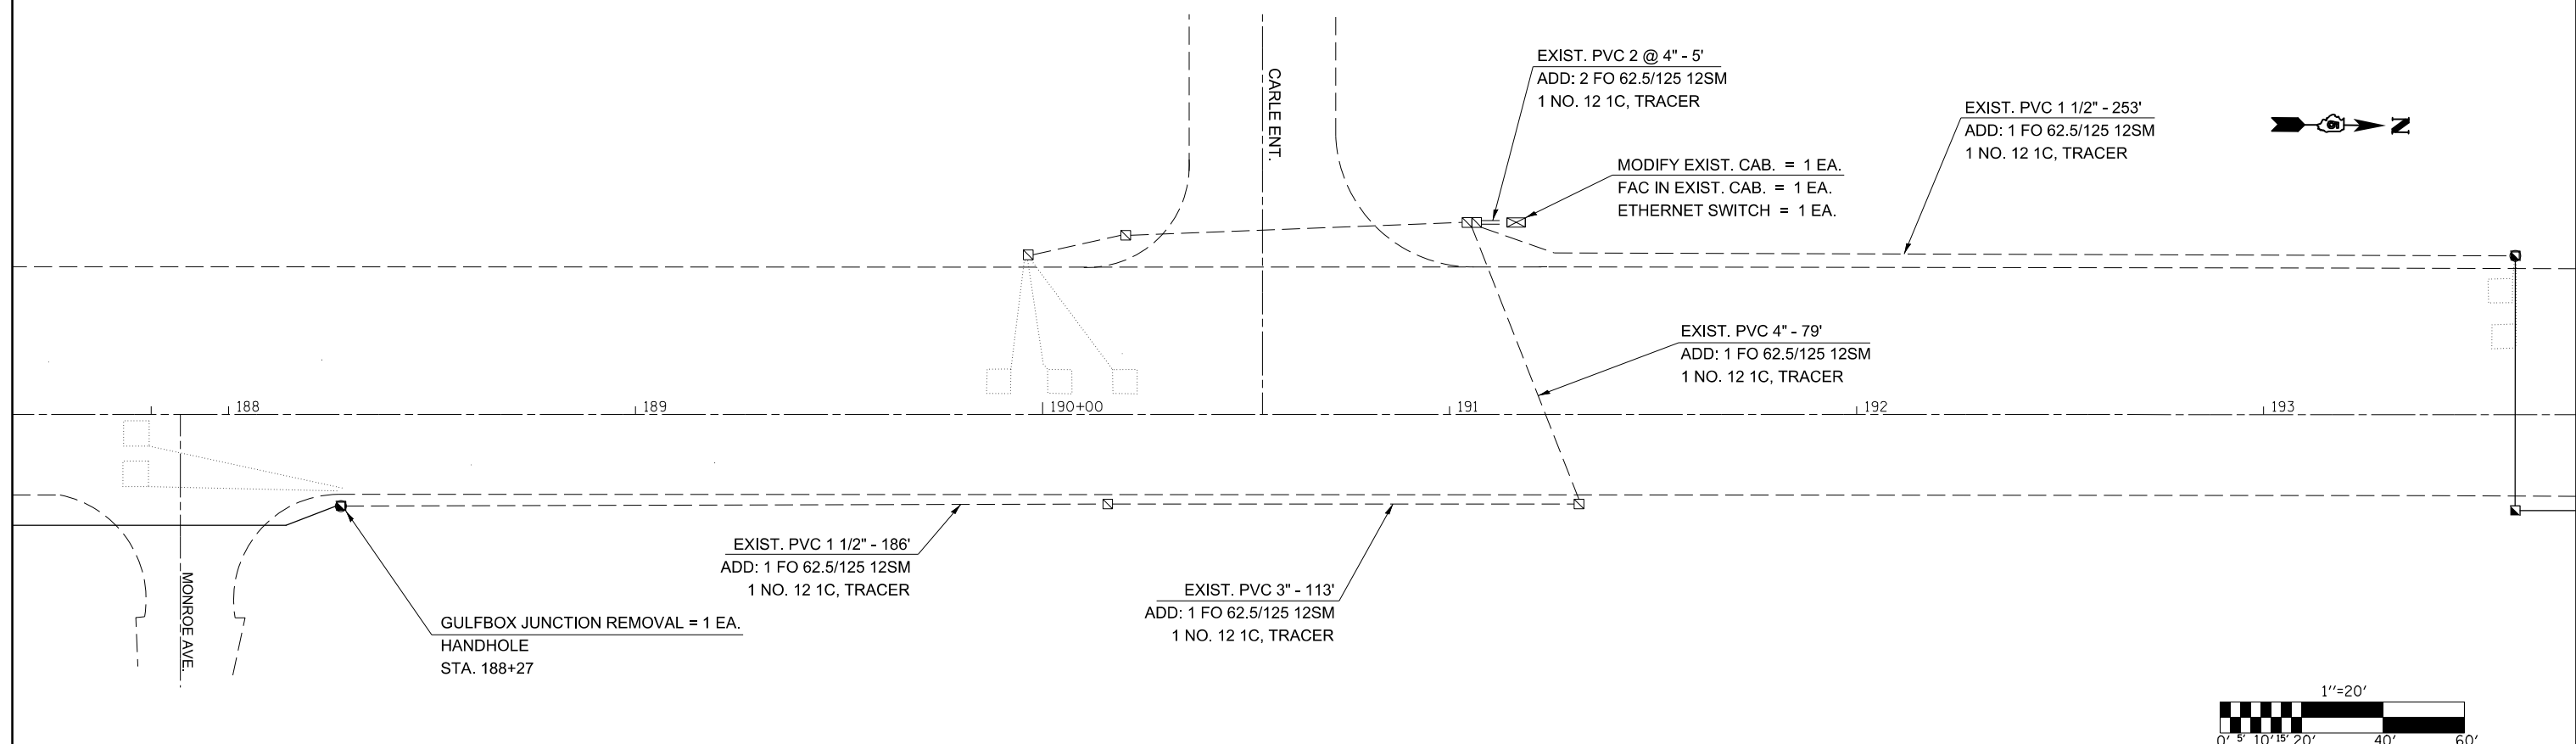 EXIST. PVC 2 @ 4" - 5'
ADD: 2 FO 62.5/125 12SM
1 NO. 12 1C, TRACER
CARLE ENT.
EXIST. PVC 1 1/2" - 253'
ADD: 1 FO 62.5/125 12SM
1 NO. 12 1C, TRACER
N
MODIFY EXIST. CAB. = 1 EA.
FAC IN EXIST. CAB. = 1 EA.
ETHERNET SWITCH = 1 EA.
EXIST. PVC 4" - 79'
ADD: 1 FO 62.5/125 12SM
1 NO. 12 1C, TRACER
188
189
190+00
191
192
193
EXIST. PVC 1 1/2" - 186'
ADD: 1 FO 62.5/125 12SM
1 NO. 12 1C, TRACER
MONROE AVE.
EXIST. PVC 3" - 113'
ADD: 1 FO 62.5/125 12SM
1 NO. 12 1C, TRACER
GULFBOX JUNCTION REMOVAL = 1 EA.
HANDHOLE
STA. 188+27
1''=20'
0' 5' 10' 15' 20' 40' 60'